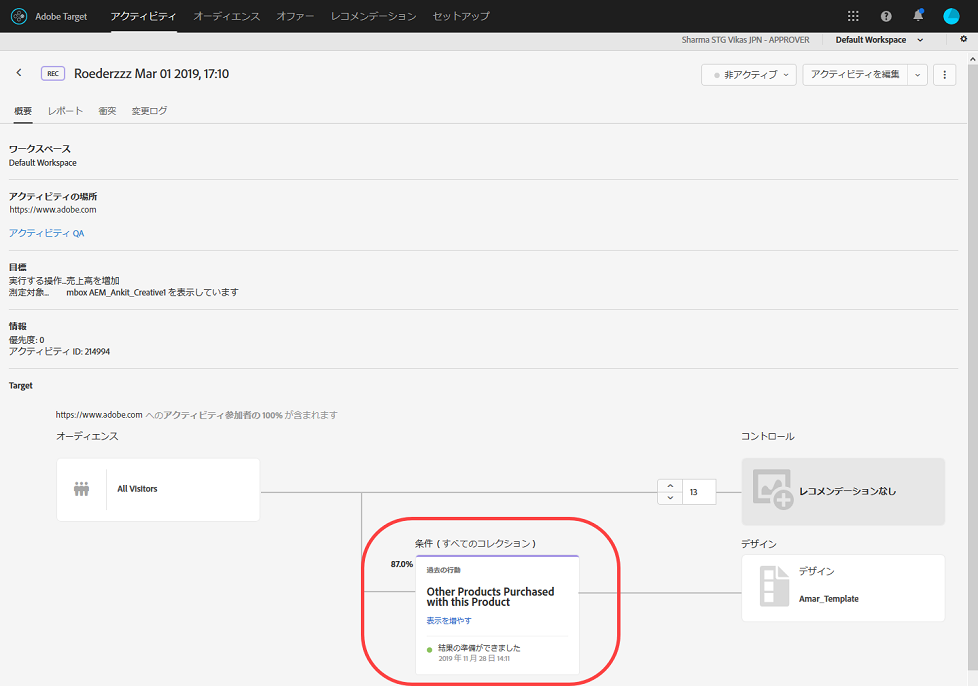 Adobe Target アクティビティ オーディエンス オファー レコメンデーション セットアップ
Sharma STG Vikas JPN - APPROVER Default Workspace
REC Roederzzz Mar 01 2019, 17:10 非アクティブ アクティビティを編集
概要 レポート 衝突 変更ログ
ワークスペース
Default Workspace
アクティビティの場所
https://www.adobe.com
アクティビティ QA
目標
実行する操作...売上高を増加
測定対象... mbox AEM_Ankit_Creative1 を表示しています
情報
優先度: 0
アクティビティ ID: 214994
Target
https://www.adobe.com へのアクティビティ参加者の 100% が含まれます
オーディエンス
コントロール
All Visitors
13
レコメンデーションなし
条件 ( すべてのコレクション )
デザイン
87.0%
過去の行動
Other Products Purchased
with this Product
表示を増やす
結果の準備ができました
2019 年 11 月 28 日 14:11
デザイン
Amar_Template